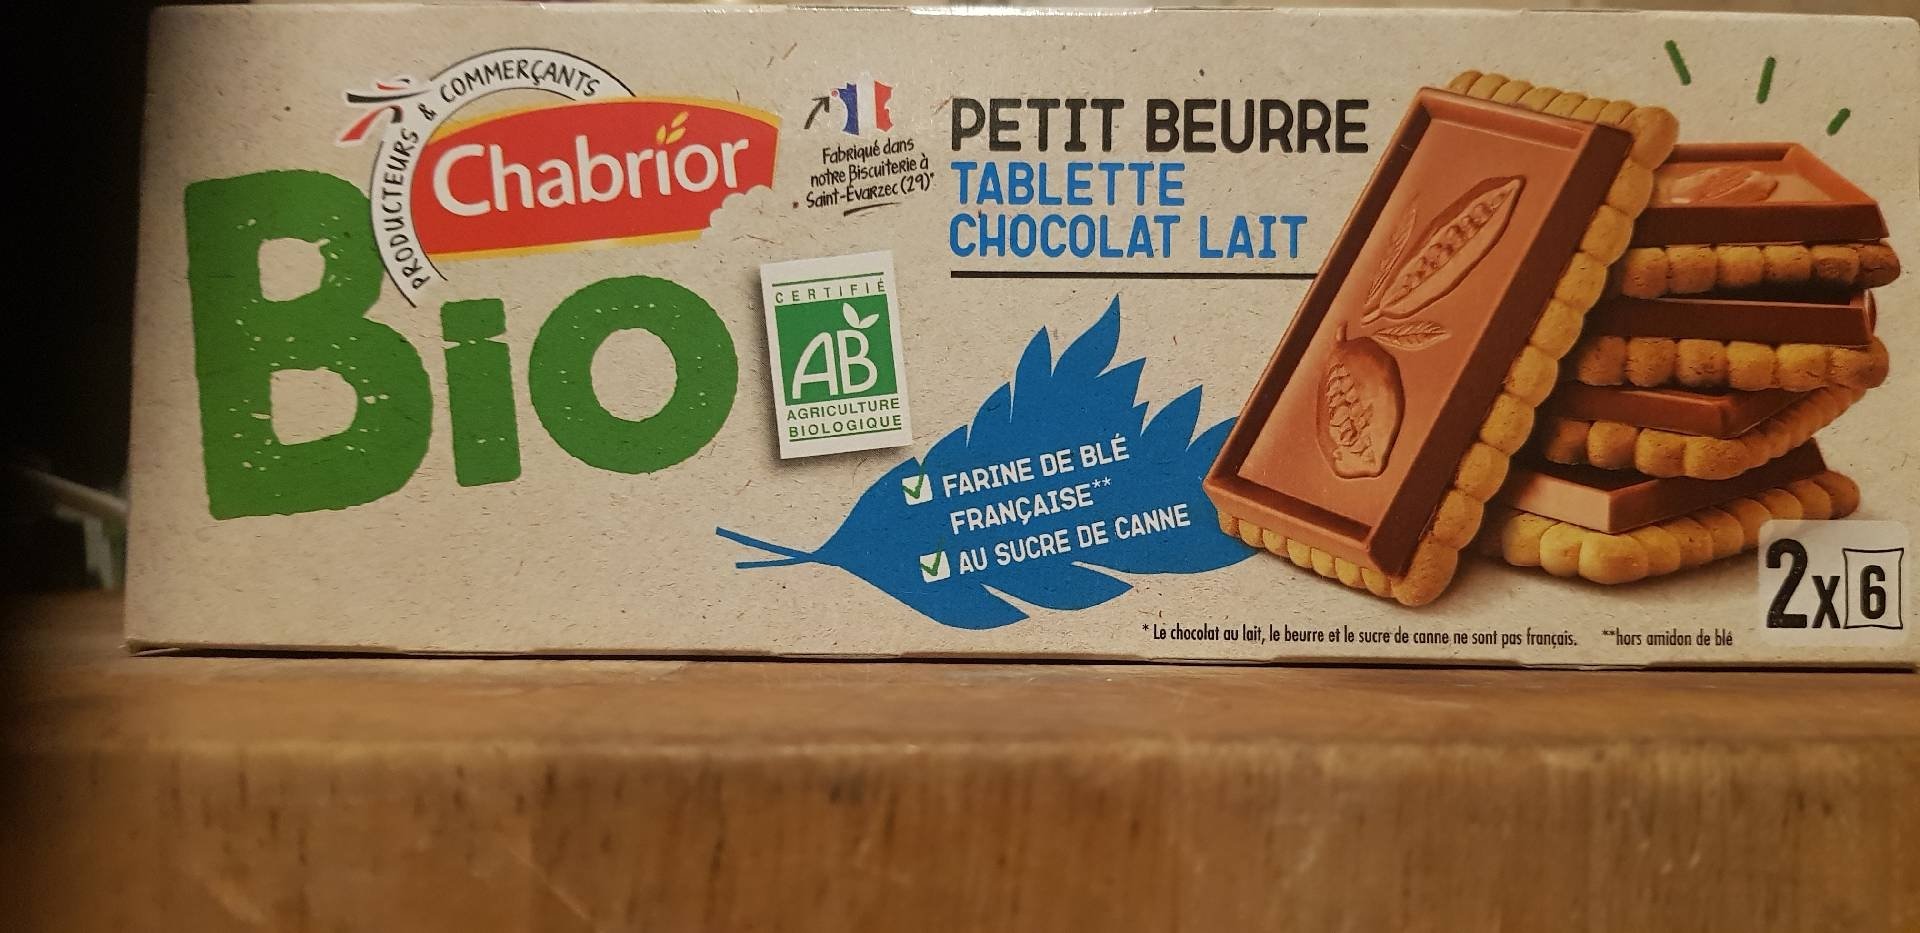 PRODUCTEURS & COMMERÇANTS
Chabrior
Bio
Fabriqué dans
notre Biscuiterie à
Saint-Évarzec (29)*
PETIT BEURRE
TABLETTE
CHOCOLAT LAIT
CERTIFIÉ
AB
AGRICULTURE
BIOLOGIQUE
FARINE DE BLÉ
FRANÇAISE**
AU SUCRE DE CANNE
2x6
* Le chocolat au lait, le beurre et le sucre de canne ne sont pas français. **hors amidon de blé